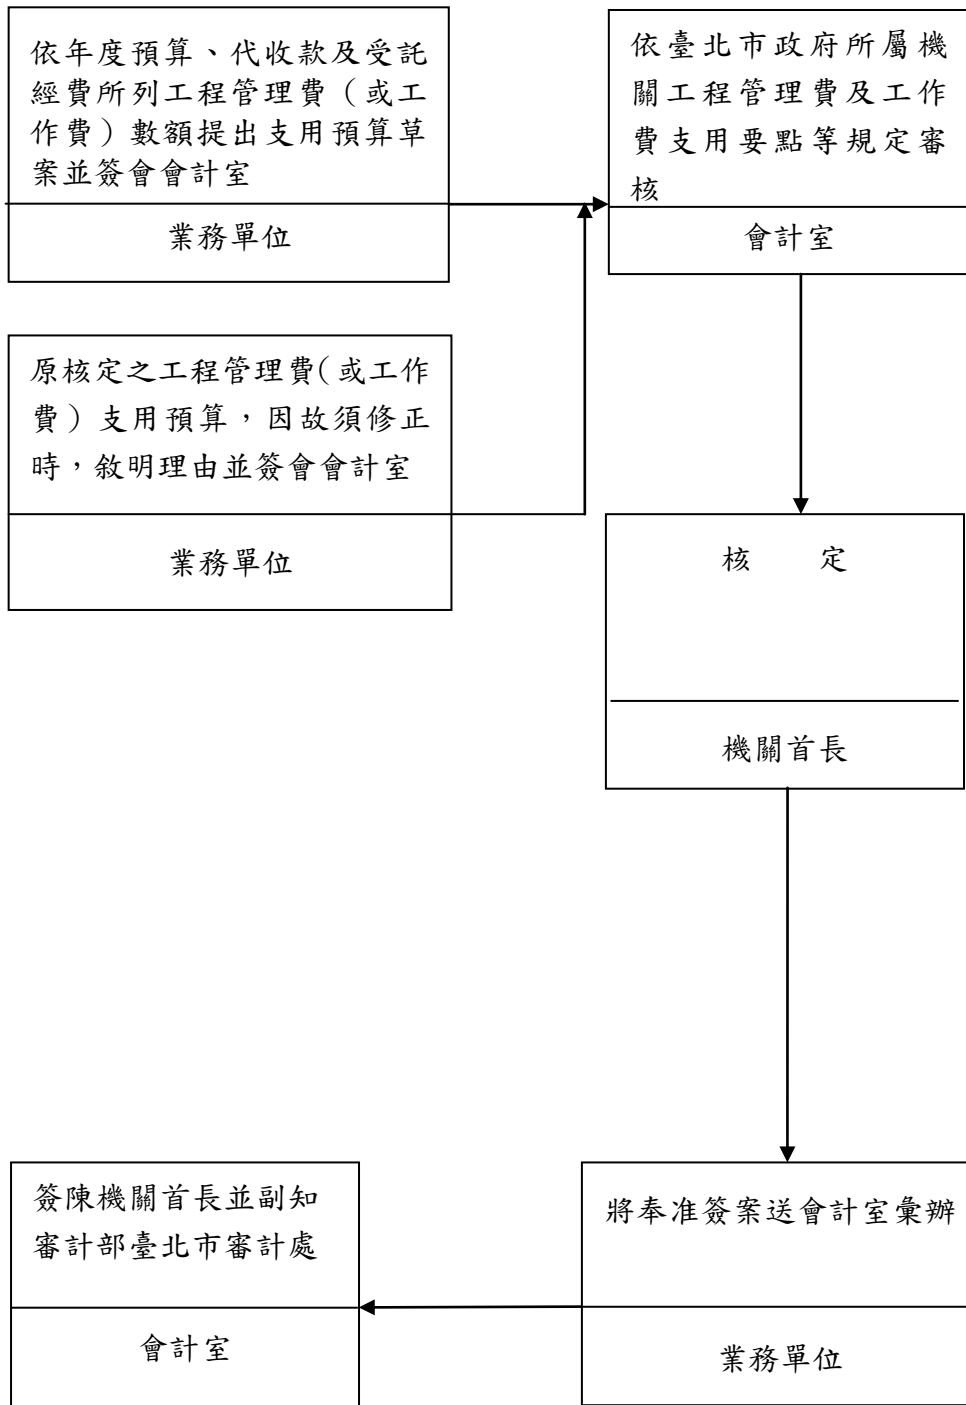 依年度預算、代收款及受託
經費所列工程管理費（或工
作費）數額提出支用預算草
案並簽會會計室
業務單位
依臺北市政府所屬機
關工程管理費及工作
費支用要點等規定審
核
會計室
原核定之工程管理費（或工作
費）支用預算，因故須修正
時，敘明理由並簽會會計室
業務單位
核　　定
機關首長
簽陳機關首長並副知
審計部臺北市審計處
會計室
將奉准簽案送會計室彙辦
業務單位